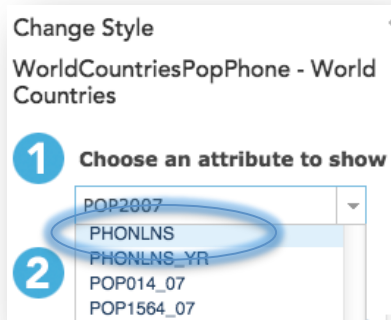 Change Style
WorldCountriesPopPhone - World
Countries
1 Choose an attribute to show
POP2007
PHONLNS
PHONLNS_YR
2
POP014_07
POP1564_07